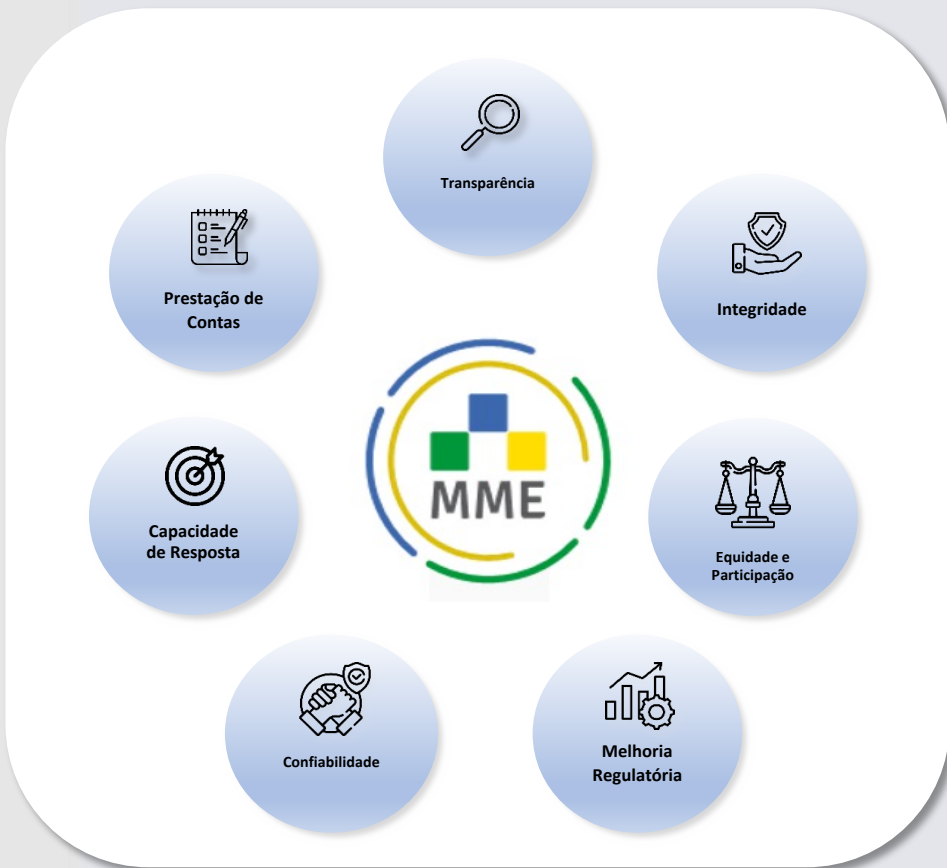 Transparência
Prestação de
Contas
Integridade
MME
Capacidade
de Resposta
Equidade e
Participação
Confiabilidade
Melhoria
Regulatória